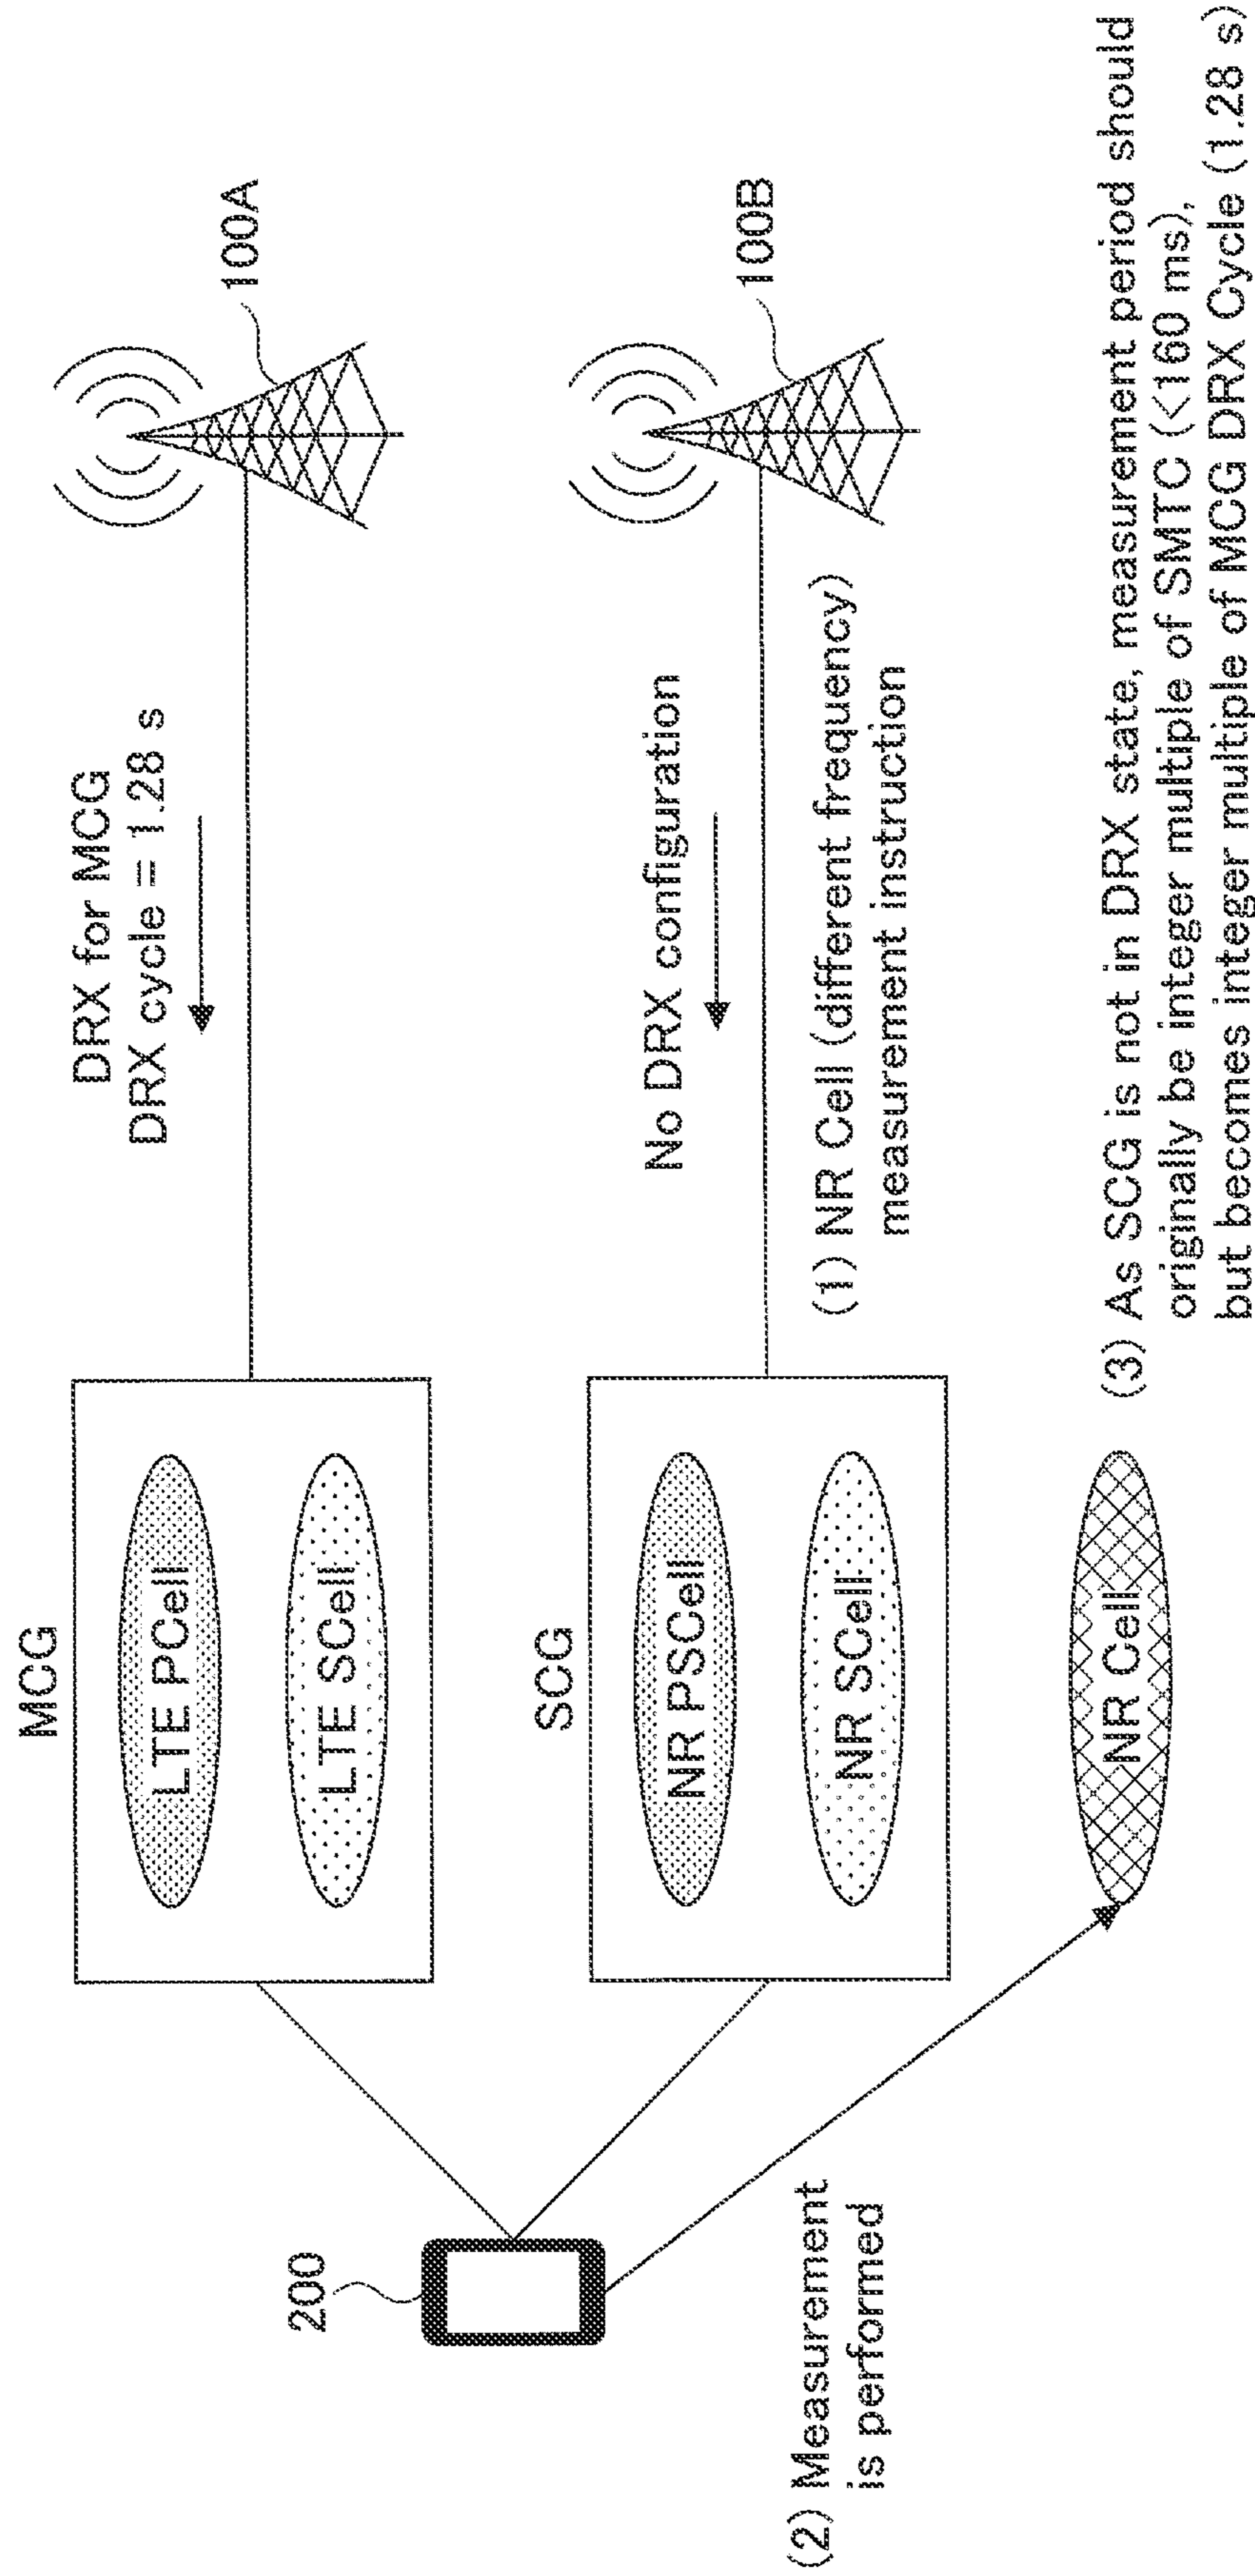 MCG
LTE PCell
LTE SCell
DRX for MCG
DRX cycle = 1.28 s
100A
200
SCG
NR PSCell
NR SCell
No DRX configuration
100B
(1) NR Cell (different frequency)
measurement instruction
(2) Measurement
is performed
NR Cell
(3) As SCG is not in DRX state, measurement period should
originally be integer multiple of SMTC (<160 ms),
but becomes integer multiple of MCG DRX Cycle (1.28 s)